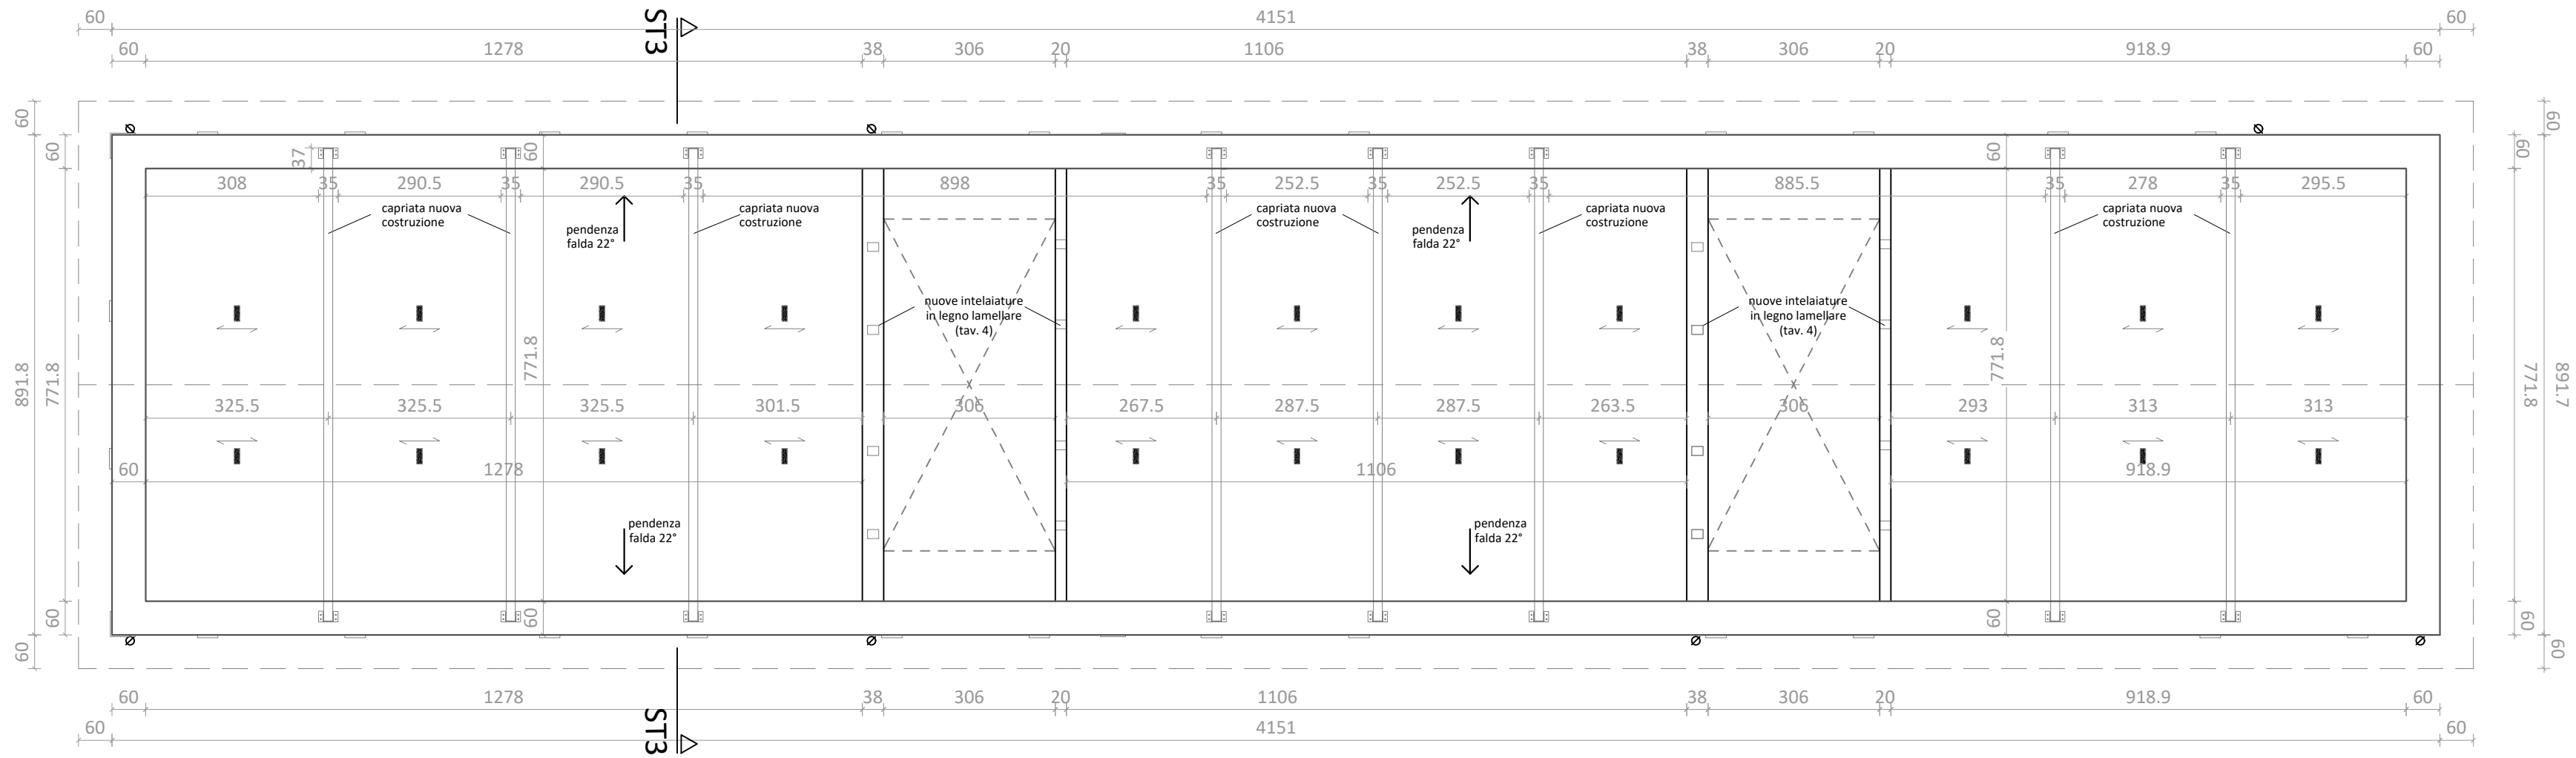 60 4151 60
ST3
60 1278 38 306 20 1106 38 306 20 918.9 60
60 60
60 37 60 60 60
308 35 290.5 35 290.5 35 898 35 252.5 35 252.5 35 885.5 35 278 35 295.5
capriata nuova
costruzione
capriata nuova
costruzione
capriata nuova
costruzione
capriata nuova
costruzione
capriata nuova
costruzione
pendenza
falda 22°
pendenza
falda 22°
nuove intelaiature
in legno lamellare
(tav. 4)
nuove intelaiature
in legno lamellare
(tav. 4)
891.8 771.8 771.8 771.8 771.8 891.7
325.5 325.5 325.5 301.5 306 267.5 287.5 287.5 263.5 306 293 313 313
60 1278 1106 918.9
pendenza
falda 22°
pendenza
falda 22°
60 60 60 60
60 60
60 1278 38 306 20 1106 38 306 20 918.9 60
ST3
60 4151 60